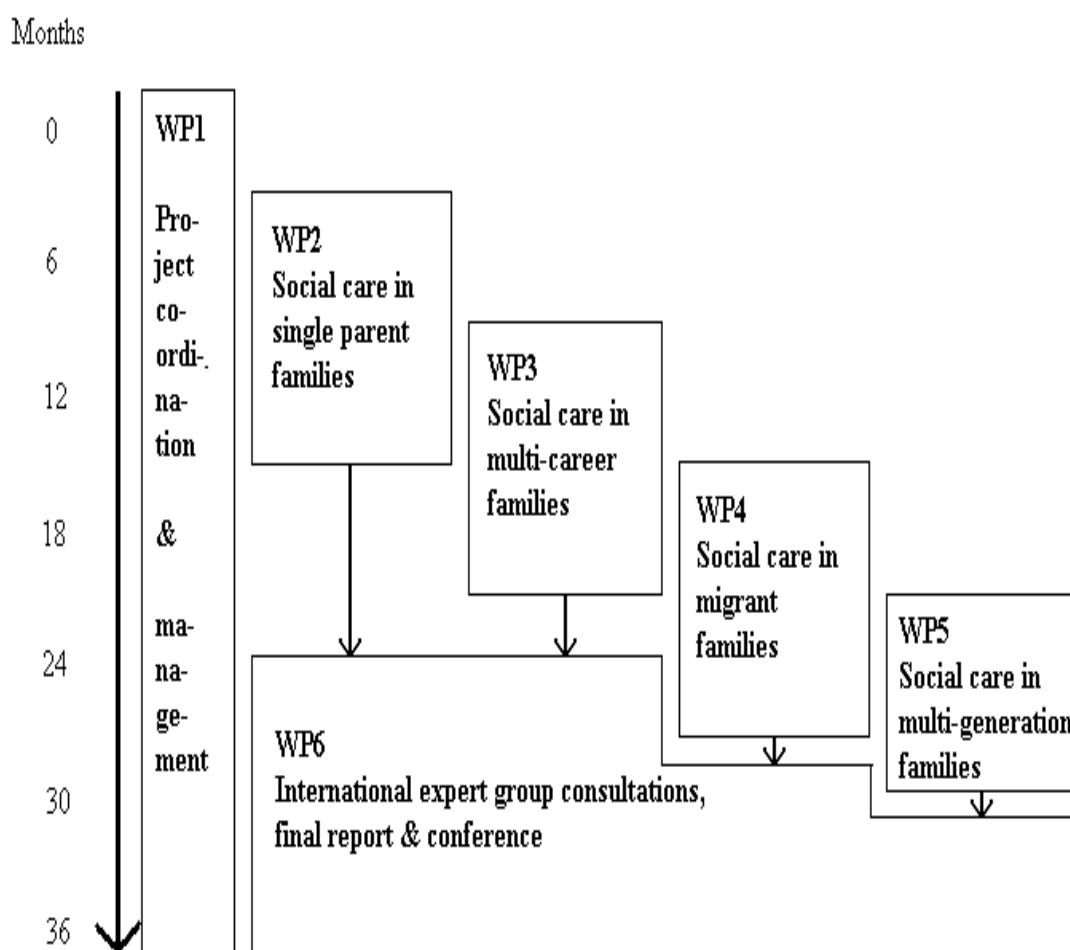 Months
0
6
12
18
24
30
36
WP1
Pro-
ject
co-
ordi-.
na-
tion
&
ma-
na-
ge-
ment
WP2
Social care in
single parent
families
WP3
Social care in
multi-career
families
WP4
Social care in
migrant
families
WP5
Social care in
multi-generation
families
WP6
International expert group consultations,
final report & conference